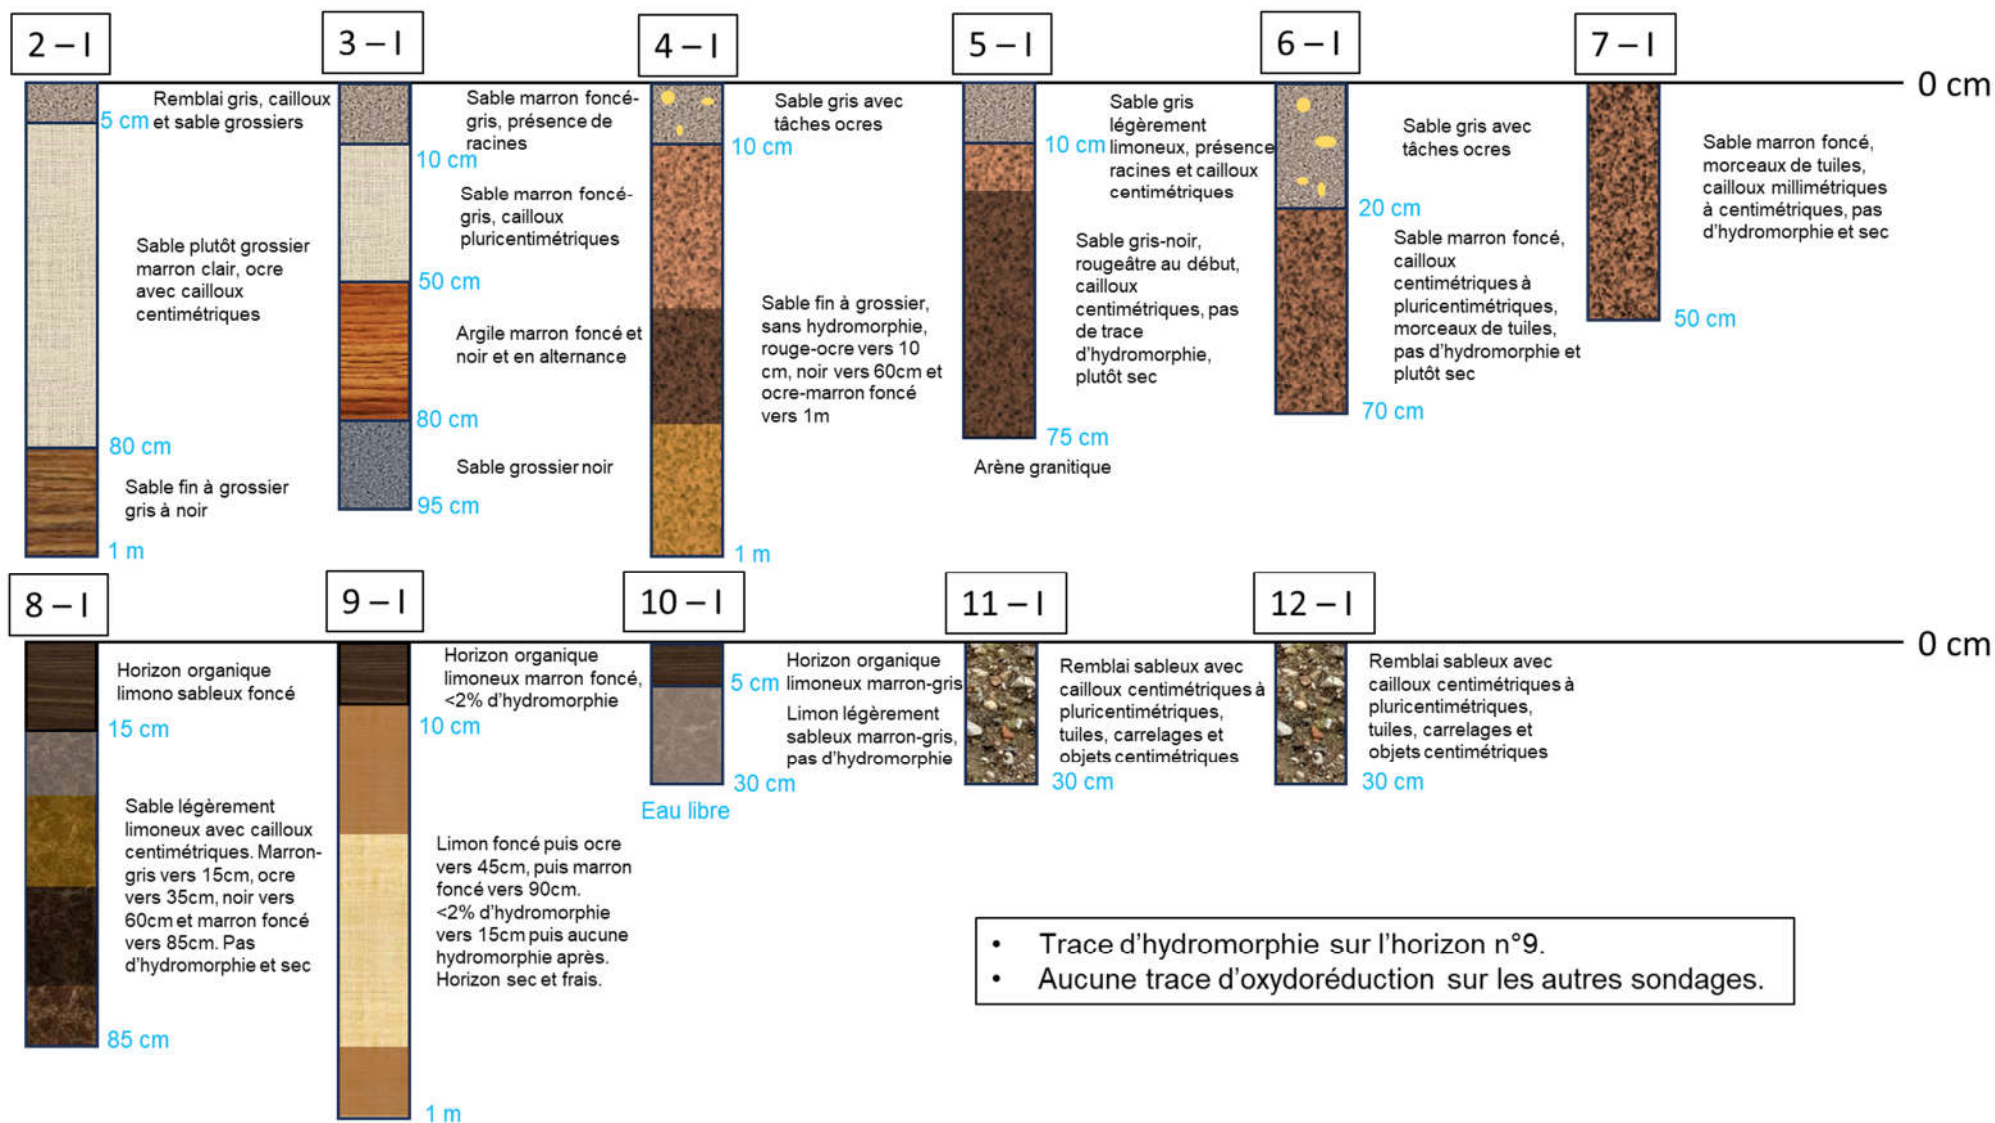 2 – I
Remblai gris, cailloux
et sable grossiers
5 cm
Sable plutôt grossier
marron clair, ocre
avec cailloux
centimétriques
80 cm
Sable fin à grossier
gris à noir
1 m
3 – I
Sable marron foncé-
gris, présence de
racines
10 cm
Sable marron foncé-
gris, cailloux
pluricentimétriques
50 cm
Argile marron foncé et
noir et en alternance
80 cm
Sable grossier noir
95 cm
4 – I
Sable gris avec
tâches ocres
10 cm
Sable fin à grossier,
sans hydromorphie,
rouge-ocre vers 10
cm, noir vers 60cm et
ocre-marron foncé
vers 1m
1 m
5 – I
Sable gris
légèrement
limoneux, présence
racines et cailloux
centimétriques
10 cm
Sable gris-noir,
rougeâtre au début,
cailloux
centimétriques, pas
de trace
d'hydromorphie,
plutôt sec
75 cm
Arène granitique
6 – I
Sable gris avec
tâches ocres
20 cm
Sable marron foncé,
cailloux
centimétriques à
pluricentimétriques,
morceaux de tuiles,
pas d'hydromorphie et
plutôt sec
70 cm
7 – I
0 cm
Sable marron foncé,
morceaux de tuiles,
cailloux millimétriques
à centimétriques, pas
d'hydromorphie et sec
50 cm
8 – I
Horizon organique
limono sableux foncé
15 cm
Sable légèrement
limoneux avec cailloux
centimétriques. Marron-
gris vers 15cm, ocre
vers 35cm, noir vers
60cm et marron foncé
vers 85cm. Pas
d'hydromorphie et sec
85 cm
9 – I
Horizon organique
limoneux marron foncé,
<2% d'hydromorphie
10 cm
Limon foncé puis ocre
vers 45cm, puis marron
foncé vers 90cm.
<2% d'hydromorphie
vers 15cm puis aucune
hydromorphie après.
Horizon sec et frais.
1 m
10 – I
Horizon organique
limoneux marron-gris
5 cm
Limon légèrement
sableux marron-gris,
pas d'hydromorphie
30 cm
Eau libre
11 – I
Remblai sableux avec
cailloux centimétriques à
pluricentimétriques,
tuiles, carrelages et
objets centimétriques
30 cm
12 – I
0 cm
Remblai sableux avec
cailloux centimétriques à
pluricentimétriques,
tuiles, carrelages et
objets centimétriques
30 cm
• Trace d'hydromorphie sur l'horizon n°9.
• Aucune trace d'oxydoréduction sur les autres sondages.